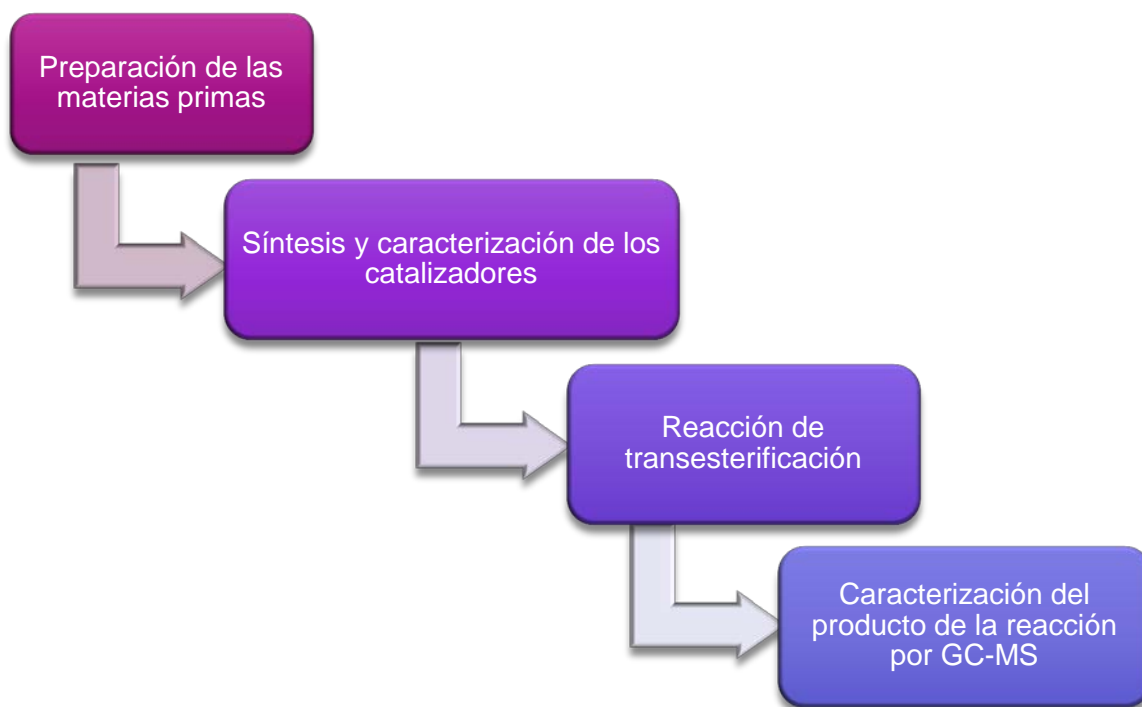 Preparación de las
materias primas
Síntesis y caracterización de los
catalizadores
Reacción de
transesterificación
Caracterización del
producto de la reacción
por GC-MS